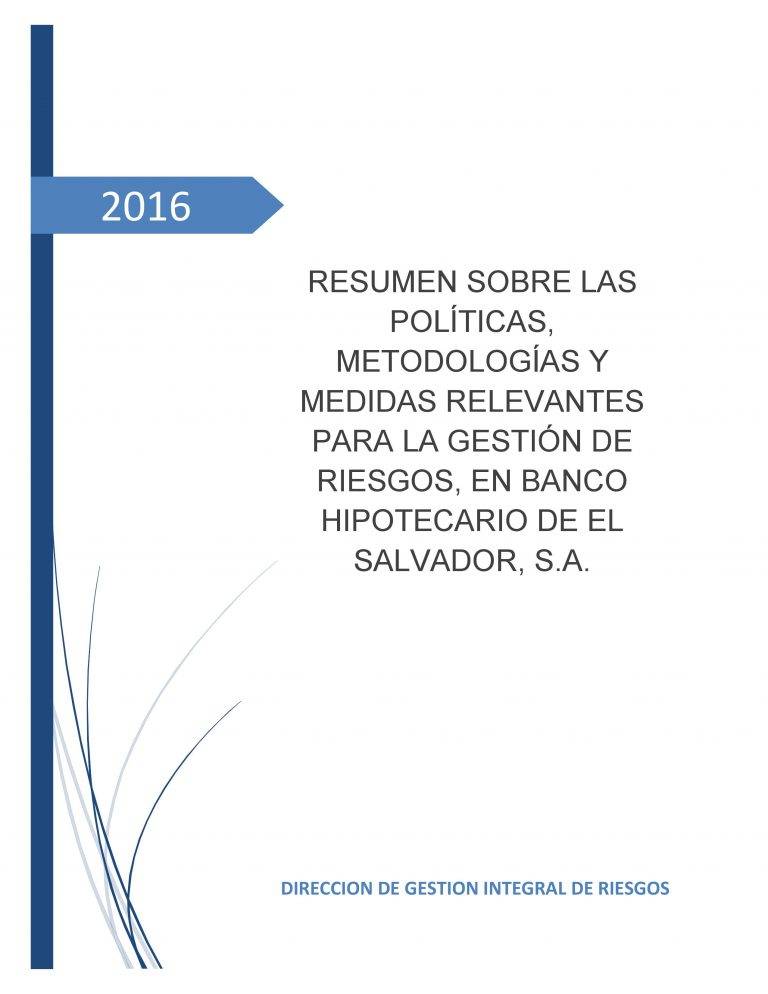 2016
RESUMEN SOBRE LAS
POLÍTICAS,
METODOLOGÍAS Y
MEDIDAS RELEVANTES
PARA LA GESTIÓN DE
RIESGOS, EN BANCO
HIPOTECARIO DE EL
SALVADOR, S.A.
DIRECCION DE GESTION INTEGRAL DE RIESGOS